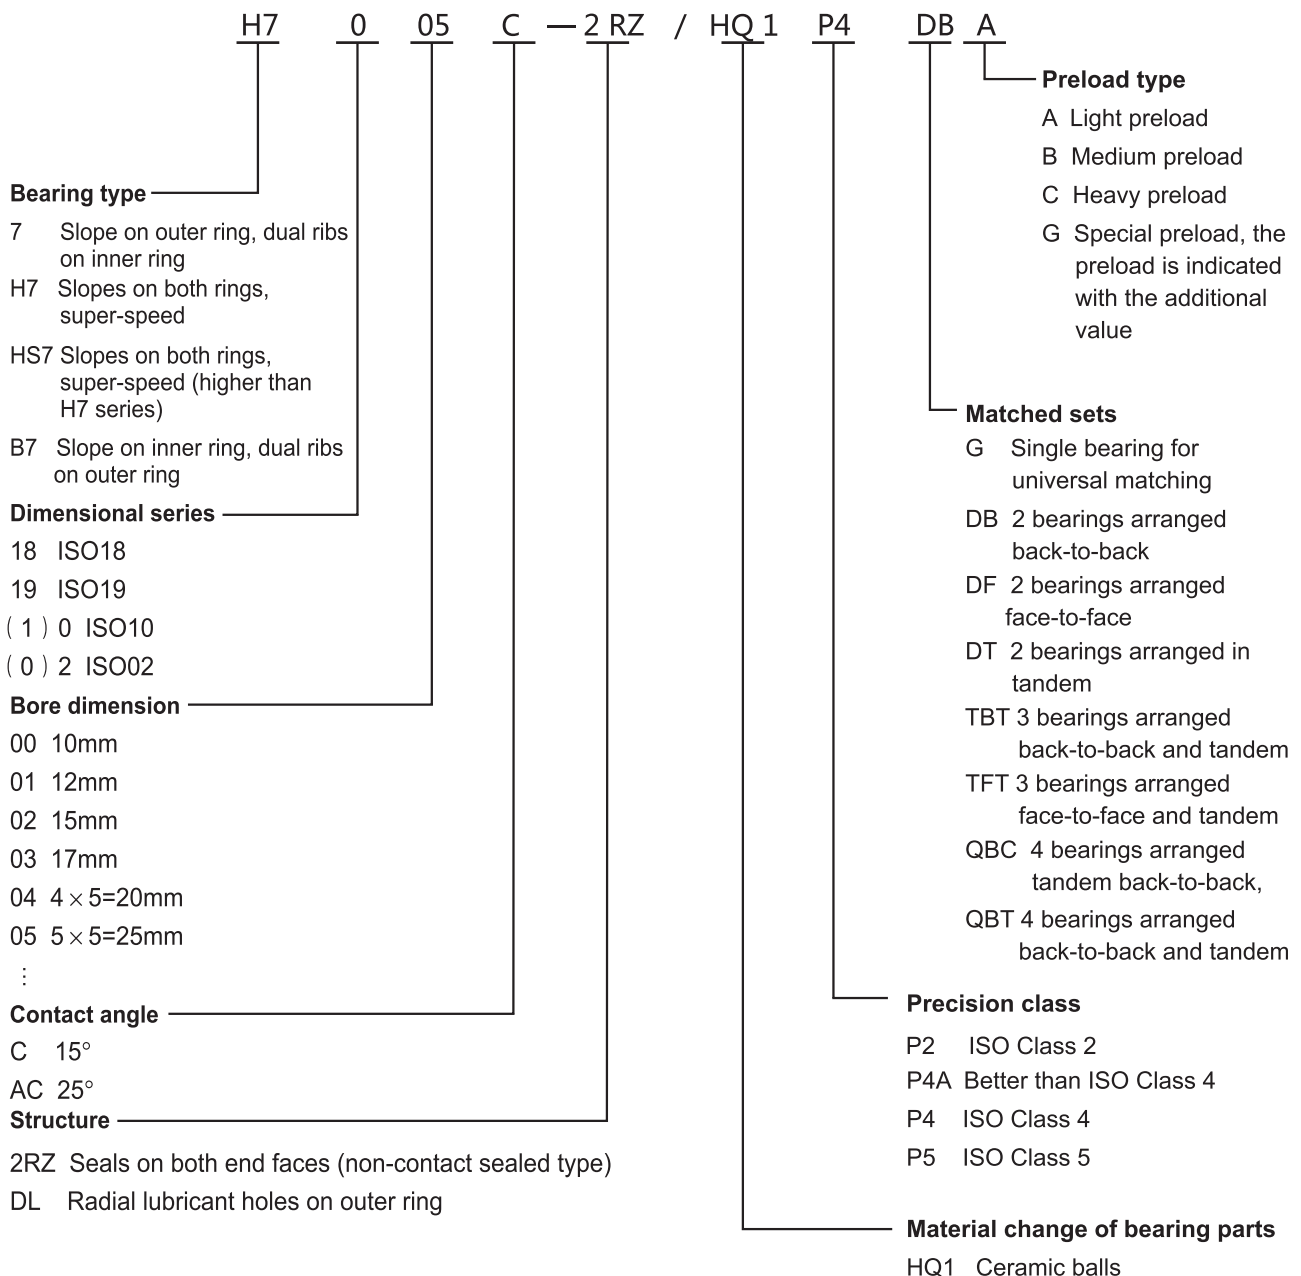 H7 0 05 C — 2 RZ / HQ 1 P4 DB A
Bearing type
7 Slope on outer ring, dual ribs
on inner ring
H7 Slopes on both rings,
super-speed
HS7 Slopes on both rings,
super-speed (higher than
H7 series)
B7 Slope on inner ring, dual ribs
on outer ring
Dimensional series
18 ISO18
19 ISO19
( 1 ) 0 ISO10
( 0 ) 2 ISO02
Bore dimension
00 10mm
01 12mm
02 15mm
03 17mm
04 4×5=20mm
05 5×5=25mm
⋮
Contact angle
C 15°
AC 25°
Structure
2RZ Seals on both end faces (non-contact sealed type)
DL Radial lubricant holes on outer ring
Preload type
A Light preload
B Medium preload
C Heavy preload
G Special preload, the
preload is indicated
with the additional
value
Matched sets
G Single bearing for
universal matching
DB 2 bearings arranged
back-to-back
DF 2 bearings arranged
face-to-face
DT 2 bearings arranged in
tandem
TBT 3 bearings arranged
back-to-back and tandem
TFT 3 bearings arranged
face-to-face and tandem
QBC 4 bearings arranged
tandem back-to-back,
QBT 4 bearings arranged
back-to-back and tandem
Precision class
P2 ISO Class 2
P4A Better than ISO Class 4
P4 ISO Class 4
P5 ISO Class 5
Material change of bearing parts
HQ1 Ceramic balls